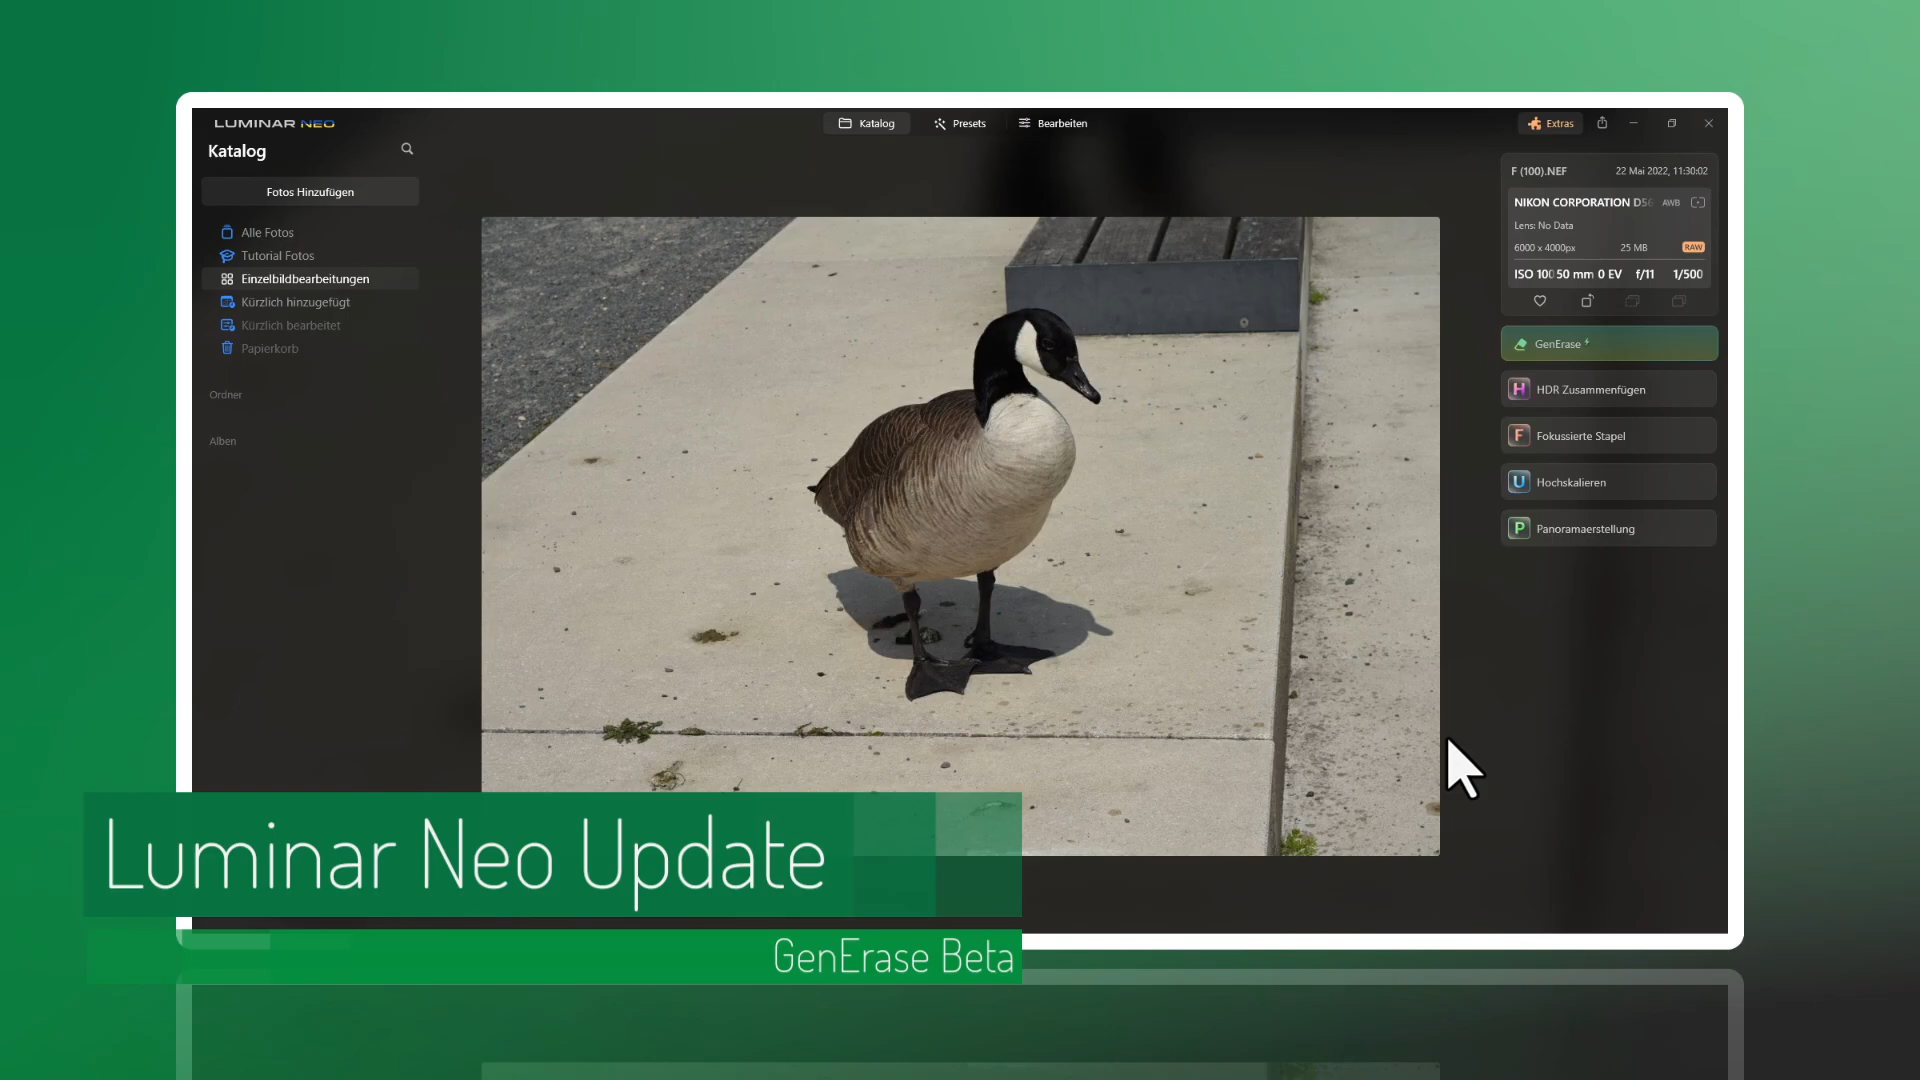 LUMINAR NEO
Katalog
Presets
Bearbeiten
Extras
Katalog
Fotos Hinzufügen
Alle Fotos
Tutorial Fotos
Einzelbildbearbeitungen
Kürzlich hinzugefügt
Kürzlich bearbeitet
Papierkorb
Ordner
Alben
F (100).NEF 22 Mai 2022, 11:30:02
NIKON CORPORATION AWB
Lens: No Data
6000 x 4000px 25 MB RAW
ISO 50 mm 0 EV f/11 1/500
GenErase
H HDR Zusammenfügen
F Fokussierte Stapel
U Hochskalieren
P Panoramaerstellung
Luminar Neo Update
GenErase Beta